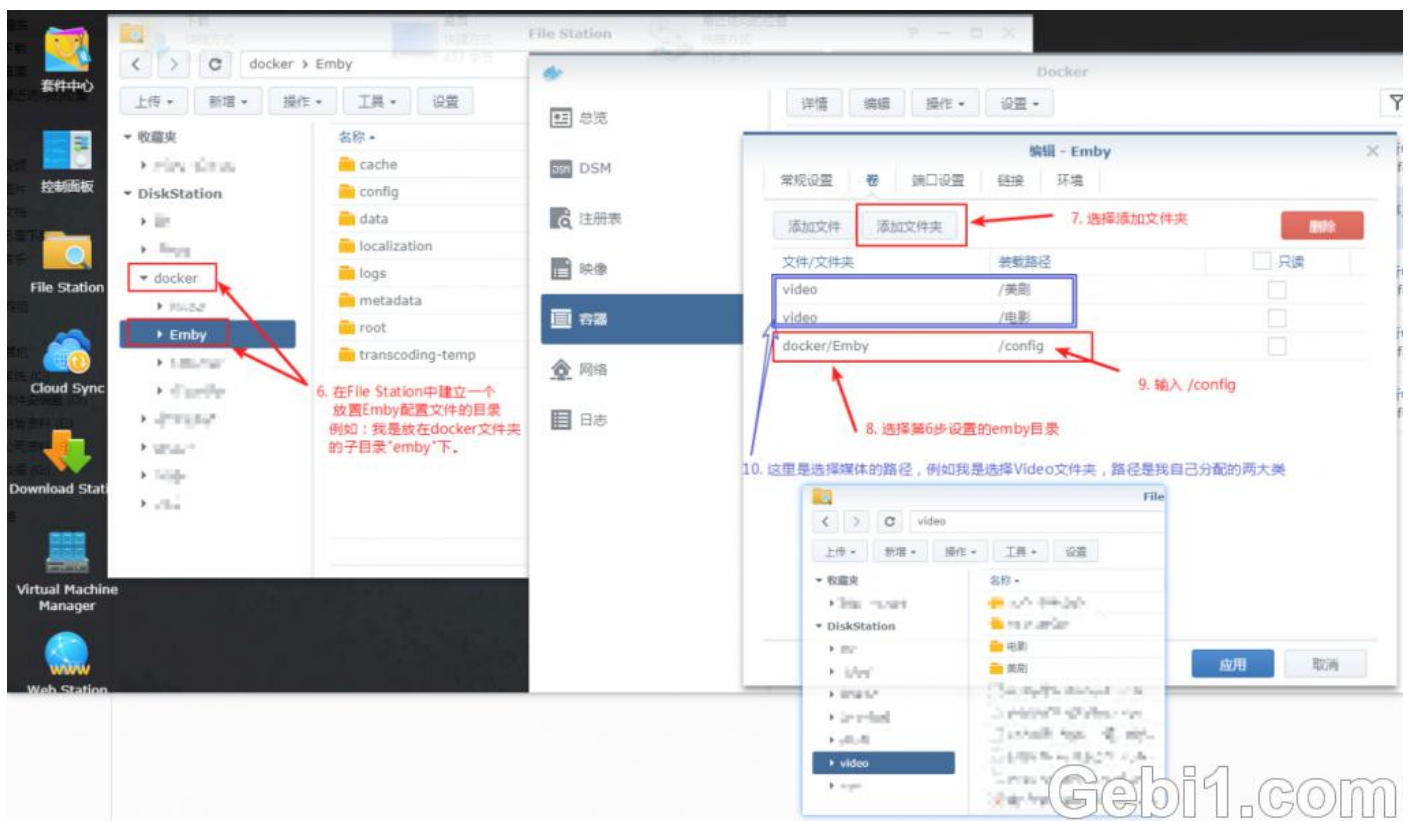 套件中心
控制面板
File Station
Cloud Sync
Download Stati
Virtual Machine
Manager
Web Station
File Station
docker > Emby
上传
新增
操作
工具
设置
收藏夹
DiskStation
docker
Emby
名称
cache
config
data
localization
logs
metadata
root
transcoding-temp
6. 在File Station中建立一个
放置Emby配置文件的目录
例如：我是放在docker文件夹
的子目录"emby"下。
Docker
总览
DSM
注册表
映像
容器
网络
日志
详情
编辑
操作
设置
编辑 - Emby
常规设置
卷
端口设置
链接
环境
添加文件
添加文件夹
7. 选择添加文件夹
删除
文件/文件夹
装载路径
只读
video
/美剧
video
/电影
docker/Emby
/config
9. 输入 /config
8. 选择第6步设置的emby目录
10. 这里是选择媒体的路径，例如我是选择Video文件夹，路径是我自己分配的两大类
File
video
上传
新增
操作
工具
设置
收藏夹
名称
DiskStation
电影
美剧
video
应用
取消
Gebi1.com